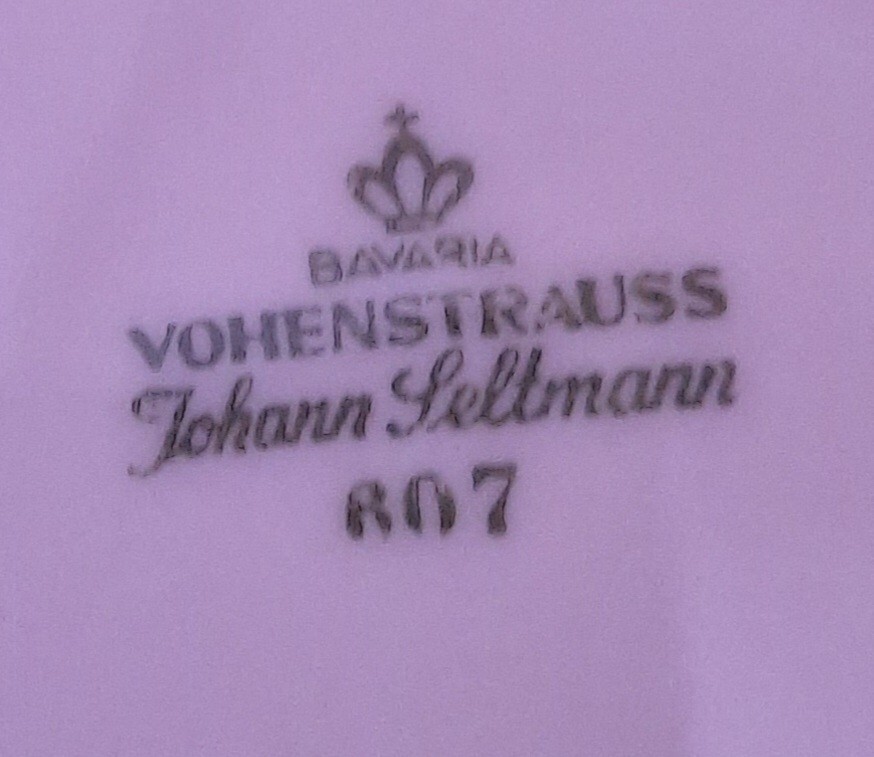 BAVARIA
VOHENSTRAUSS
Johann Seltmann
807